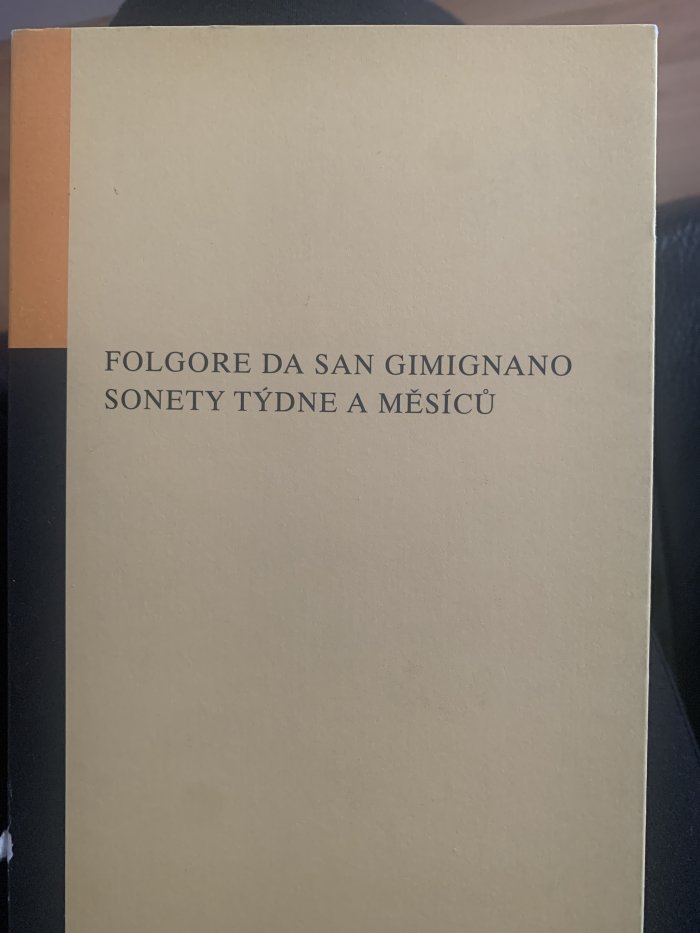 FOLGORE DA SAN GIMIGNANO
SONETY TÝDNE A MĚSÍCŮ